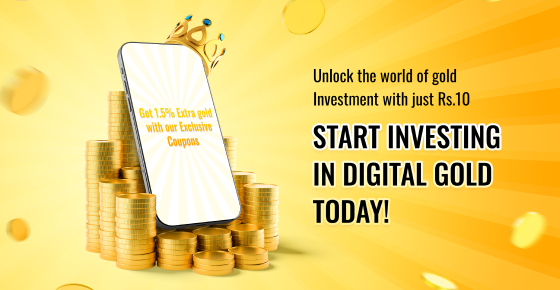 Get 1.5% Extra gold
with our Exclusive
Coupons
Unlock the world of gold
Investment with just Rs.10
START INVESTING
IN DIGITAL GOLD
TODAY!